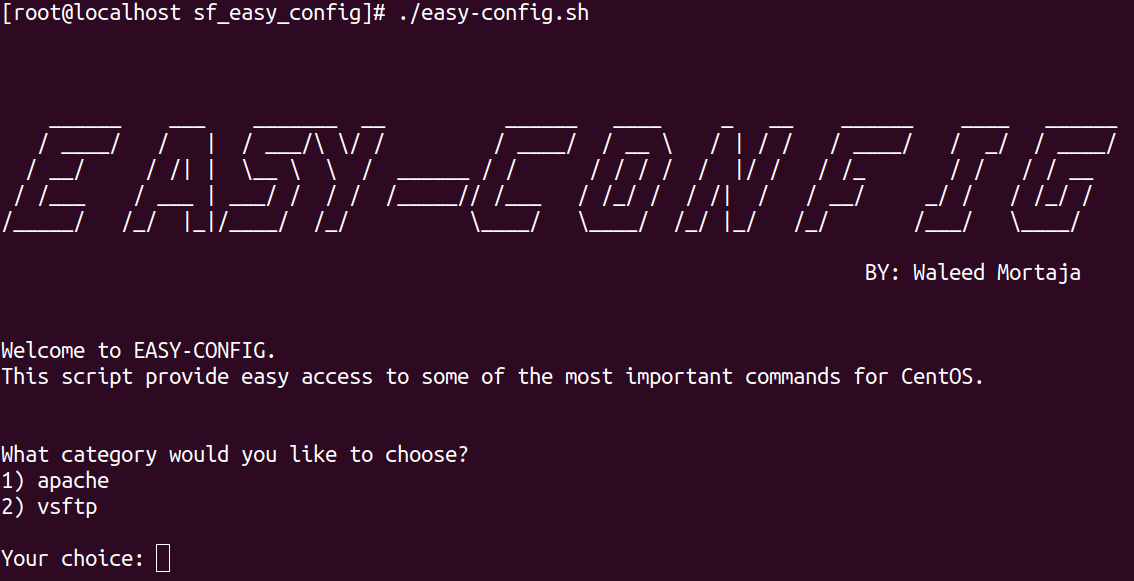 [root@localhost sf_easy_config]# ./easy-config.sh
EASY-CONFIG
BY: Waleed Mortaja
Welcome to EASY-CONFIG.
This script provide easy access to some of the most important commands for CentOS.
What category would you like to choose?
1) apache
2) vsftp
Your choice: